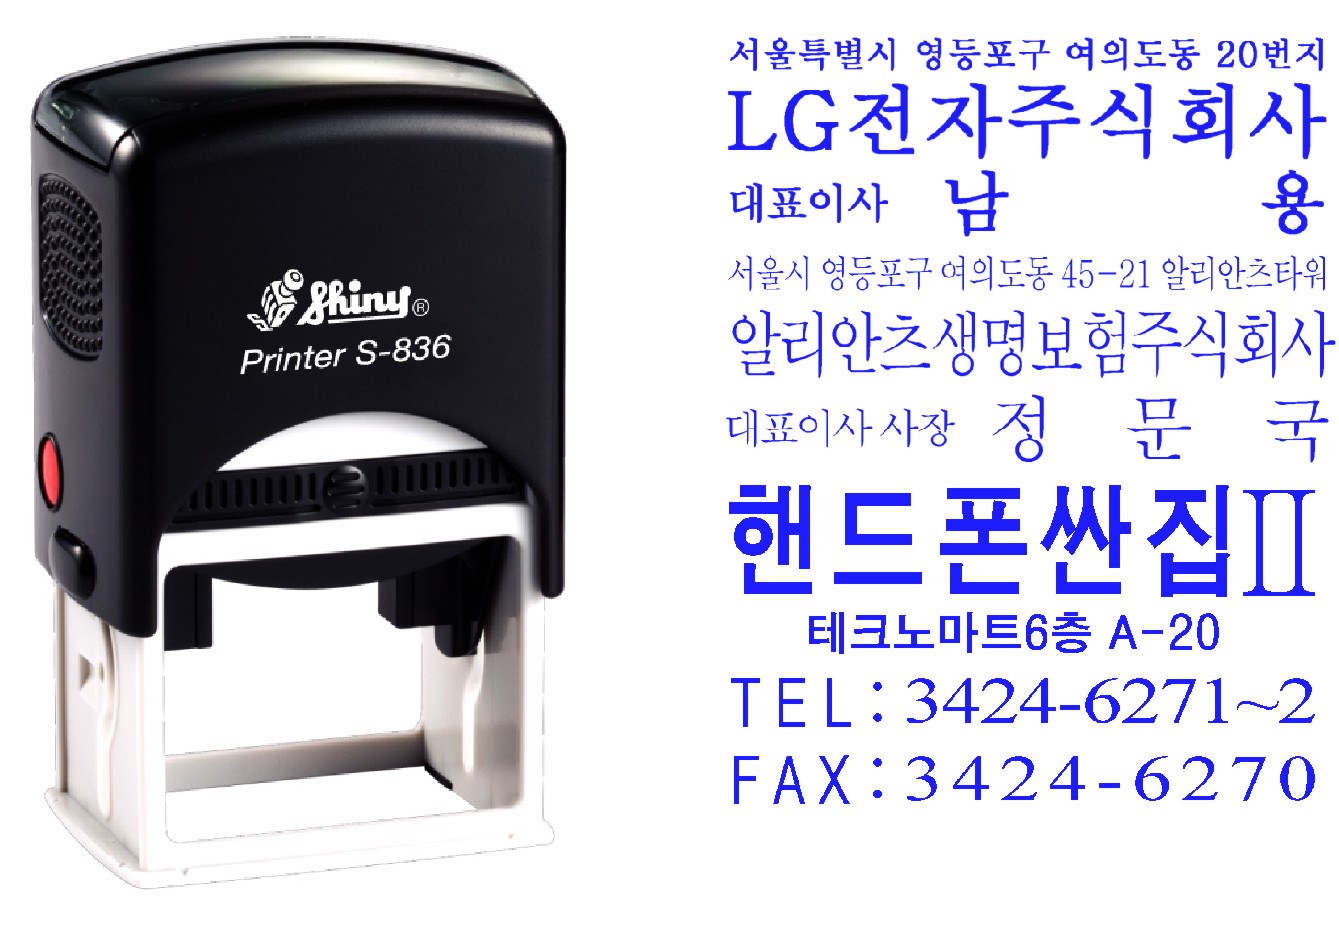 Shiny®
Printer S-836
서울특별시 영등포구 여의도동 20번지
LG전자주식회사
대표이사 남 용
서울시 영등포구 여의도동 45-21 알리안츠타워
알리안츠생명보험주식회사
대표이사 사장 정 문 국
핸드폰싼집Ⅱ
테크노마트6층 A-20
TEL:3424-6271~2
FAX:3424-6270